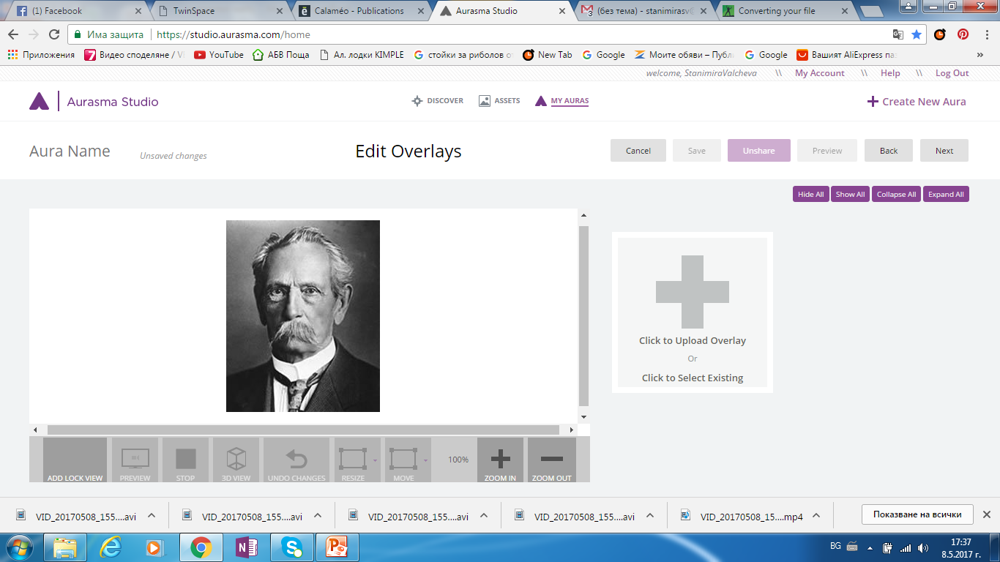 (1) Facebook
TwinSpace
Calaméo - Publications
Aurasma Studio
(без тема) - stanimirasv
Converting your file
Има защита
https://studio.aurasma.com/home
Приложения
Видео споделяне / V
YouTube
АБВ Поща
Ал. лодки KIMPLE
стойки за риболов о
New Tab
Google
Моите обяви – Публ
Google
Вашият AliExpress па
»
welcome, StanimiraValcheva \\ My Account \\ Help \\ Log Out
Aurasma Studio
DISCOVER
ASSETS
MY AURAS
Create New Aura
Aura Name
Unsaved changes
Edit Overlays
Cancel
Save
Unshare
Preview
Back
Next
Hide All
Show All
Collapse All
Expand All
Click to Upload Overlay
Or
Click to Select Existing
ADD LOCK VIEW
PREVIEW
STOP
3D VIEW
UNDO CHANGES
RESIZE
MOVE
100%
ZOOM IN
ZOOM OUT
VID_20170508_155....avi
VID_20170508_155....avi
VID_20170508_155....avi
VID_20170508_155....avi
VID_20170508_15....mp4
Показване на всички
BG
17:37
8.5.2017 г.